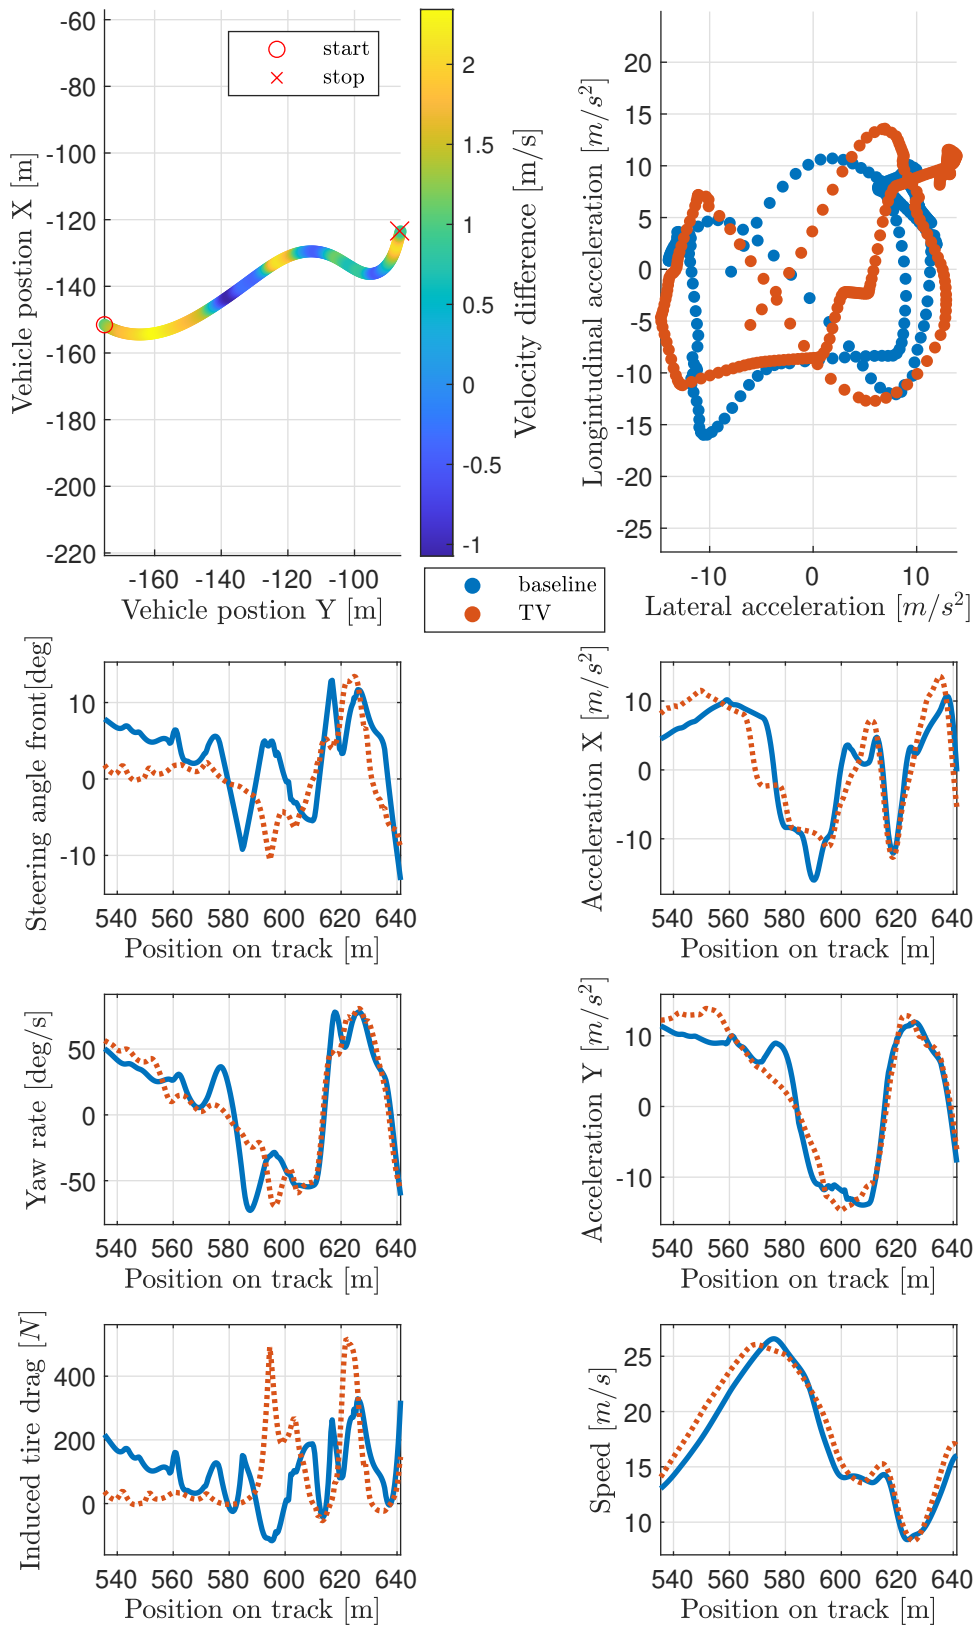 -60
-80
-100
-120
-140
-160
-180
-200
-220
-160 -140 -120 -100
Vehicle postion X [m]
Vehicle postion Y [m]
start
stop
2
1.5
1
0.5
0
-0.5
-1
Velocity difference [m/s]
20
15
10
5
0
-5
-10
-15
-20
-25
-10 0 10
Longintudinal acceleration [m/s²]
Lateral acceleration [m/s²]
baseline
TV
10
0
-10
540 560 580 600 620 640
Steering angle front[deg]
Position on track [m]
10
0
-10
540 560 580 600 620 640
Acceleration X [m/s²]
Position on track [m]
50
0
-50
540 560 580 600 620 640
Yaw rate [deg/s]
Position on track [m]
10
0
-10
540 560 580 600 620 640
Acceleration Y [m/s²]
Position on track [m]
400
200
0
540 560 580 600 620 640
Induced tire drag [N]
Position on track [m]
25
20
15
10
540 560 580 600 620 640
Speed [m/s]
Position on track [m]